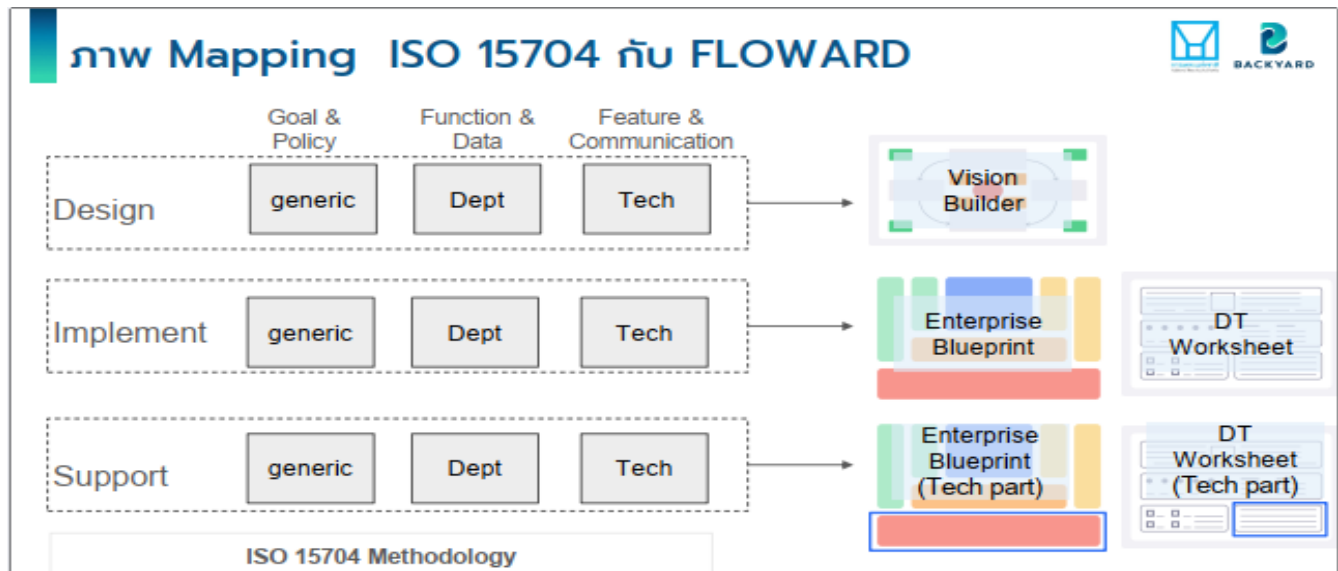 ภาพ Mapping ISO 15704 กับ FLOWARD
BACKYARD
Goal &
Policy
Function &
Data
Feature &
Communication
Design
generic
Dept
Tech
Vision
Builder
Implement
generic
Dept
Tech
Enterprise
Blueprint
DT
Worksheet
Support
generic
Dept
Tech
Enterprise
Blueprint
(Tech part)
DT
Worksheet
(Tech part)
ISO 15704 Methodology